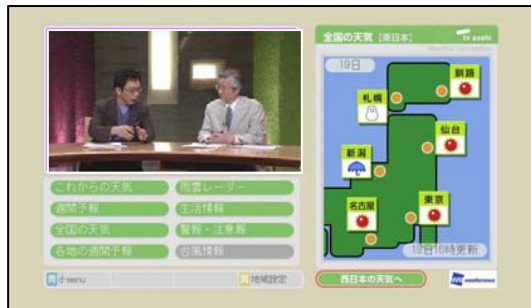 全国の天気【東日本】
tv asahi
19日
釧路
札幌
仙台
新潟
名古屋
東京
18日16時更新
これからの天気
雨雲レーダー
週間予報
生活情報
全国の天気
警報・注意報
各地の週間予報
台風情報
d-menu
地域設定
西日本の天気へ
weathernews